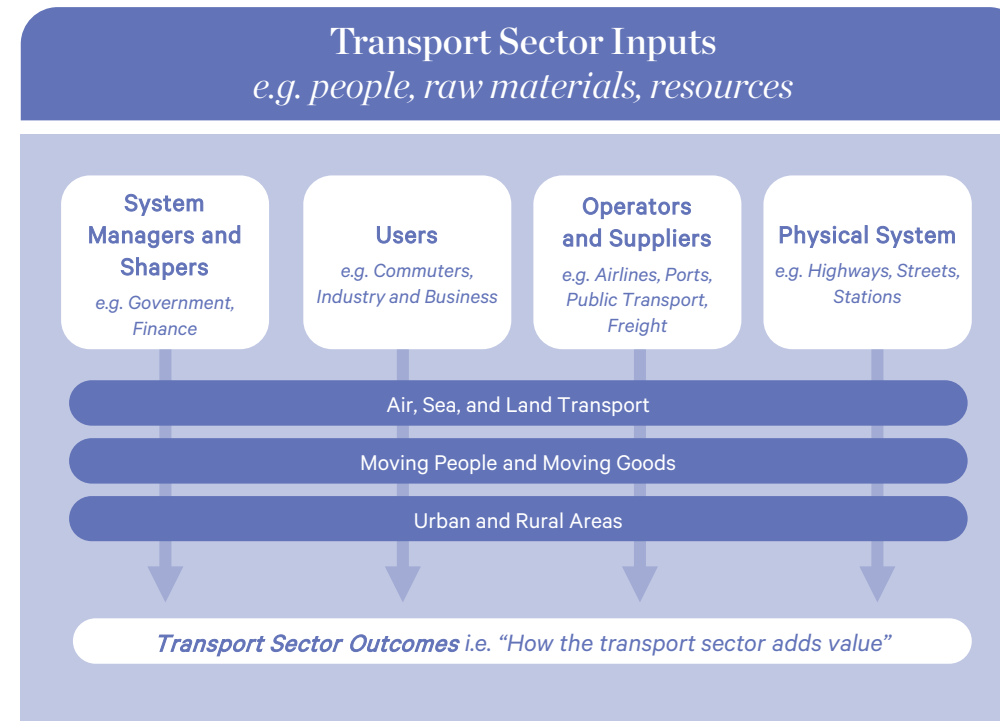 Transport Sector Inputs
e.g. people, raw materials, resources
System
Managers and
Shapers
e.g. Government,
Finance
Users
e.g. Commuters,
Industry and Business
Operators
and Suppliers
e.g. Airlines, Ports,
Public Transport,
Freight
Physical System
e.g. Highways, Streets,
Stations
Air, Sea, and Land Transport
Moving People and Moving Goods
Urban and Rural Areas
Transport Sector Outcomes i.e. “How the transport sector adds value”